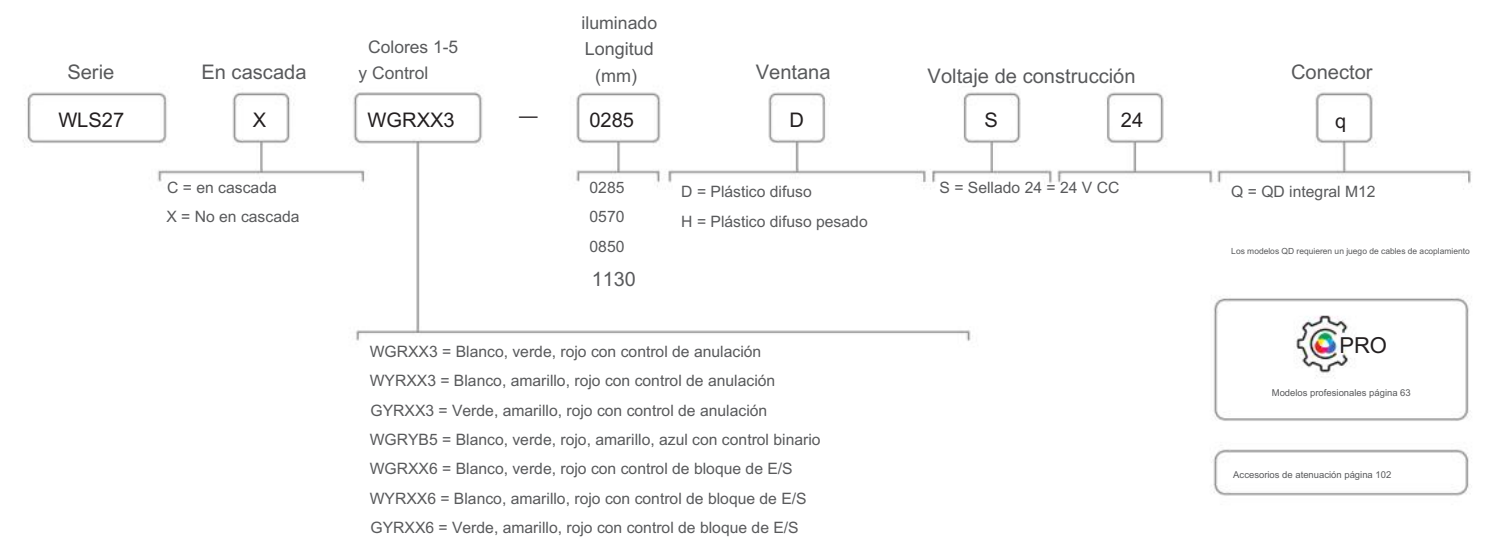 Serie
En cascada
Colores 1-5
y Control
iluminado
Longitud
(mm)
Ventana
Voltaje de construcción
Conector
WLS27
X
WGRXX3
—
0285
D
S
24
q
C = en cascada
X = No en cascada
0285
0570
0850
1130
D = Plástico difuso
H = Plástico difuso pesado
S = Sellado 24 = 24 V CC
Q = QD integral M12
Los modelos QD requieren un juego de cables de acoplamiento
WGRXX3 = Blanco, verde, rojo con control de anulación
WYRXX3 = Blanco, amarillo, rojo con control de anulación
GYRXX3 = Verde, amarillo, rojo con control de anulación
WGRYB5 = Blanco, verde, rojo, amarillo, azul con control binario
WGRXX6 = Blanco, verde, rojo con control de bloque de E/S
WYRXX6 = Blanco, amarillo, rojo con control de bloque de E/S
GYRXX6 = Verde, amarillo, rojo con control de bloque de E/S
PRO
Modelos profesionales página 63
Accesorios de atenuación página 102